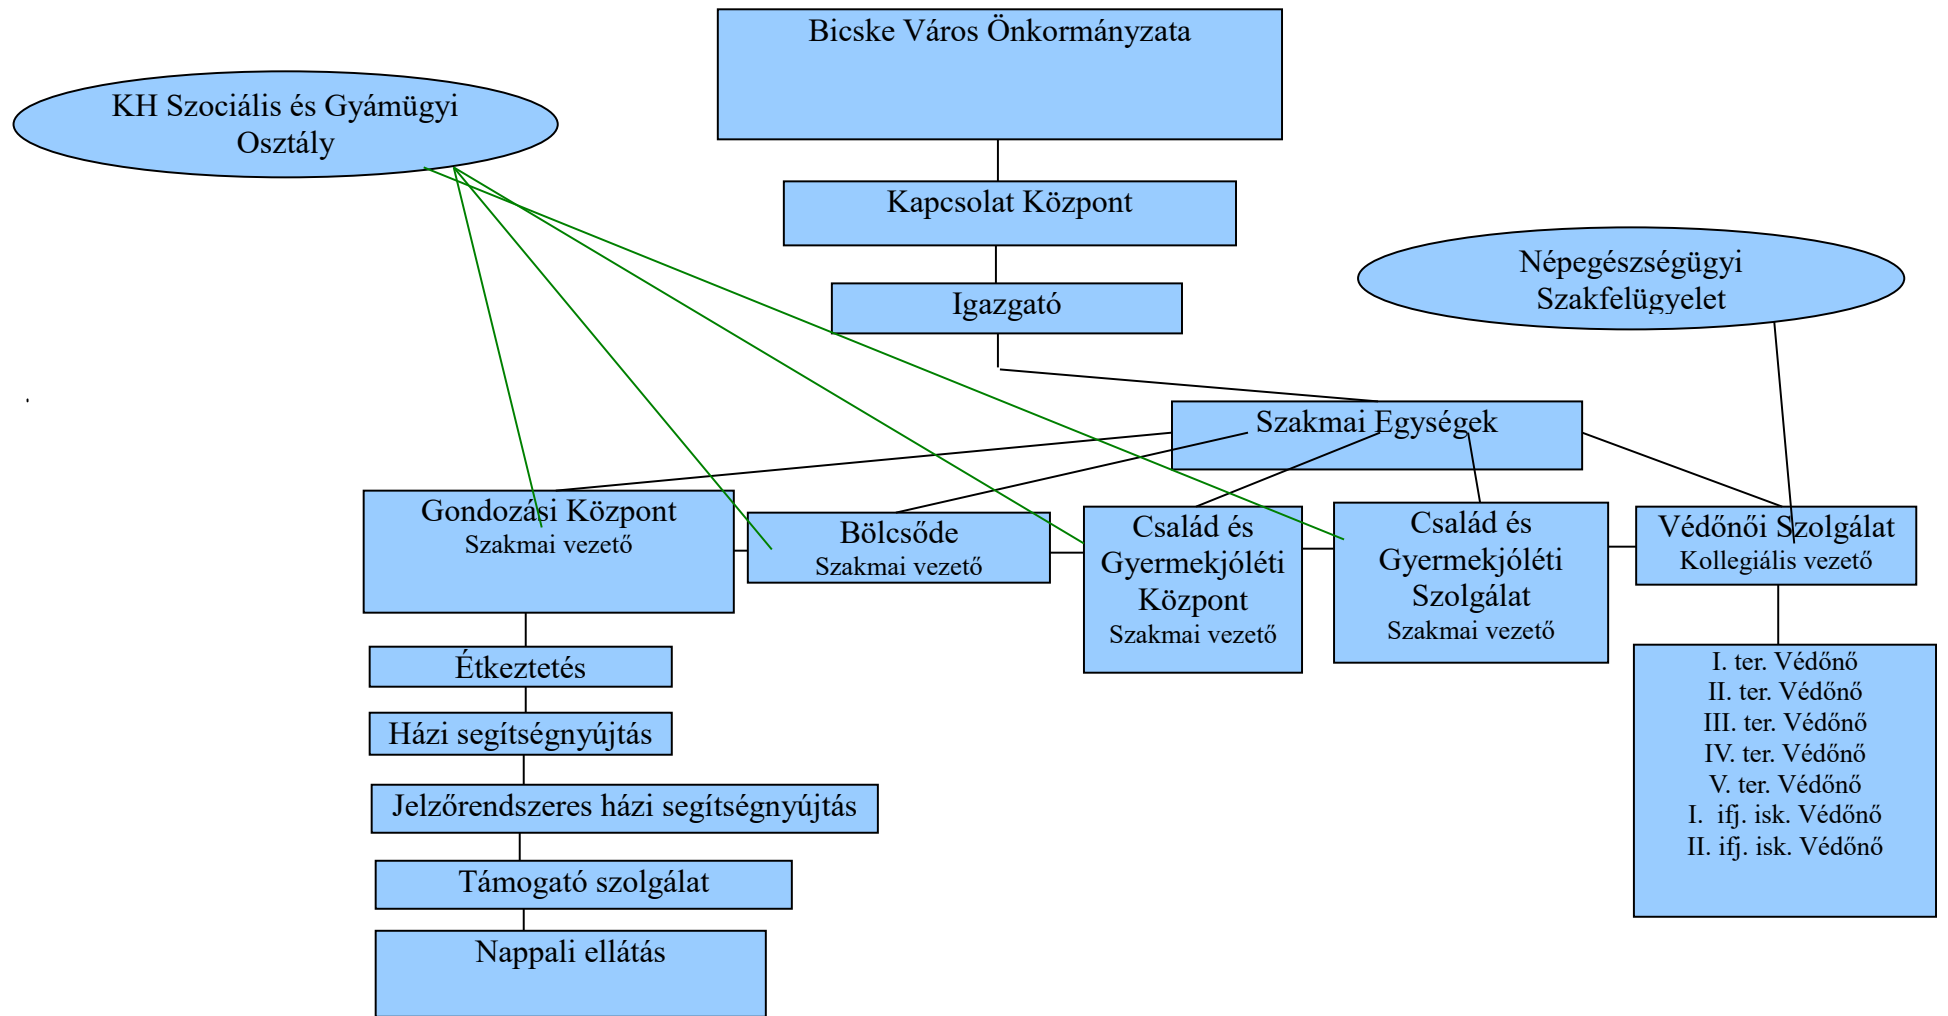 Bicske Város Önkormányzata
KH Szociális és Gyámügyi
Osztály
Kapcsolat Központ
Népegészségügyi
Szakfelügyelet
Igazgató
Szakmai Egységek
Gondozási Központ
Szakmai vezető
Bölcsőde
Szakmai vezető
Család és
Gyermekjóléti
Központ
Szakmai vezető
Család és
Gyermekjóléti
Szolgálat
Szakmai vezető
Védőnői Szolgálat
Kollegiális vezető
Étkeztetés
Házi segítségnyújtás
Jelzőrendszeres házi segítségnyújtás
Támogató szolgálat
Nappali ellátás
I. ter. Védőnő
II. ter. Védőnő
III. ter. Védőnő
IV. ter. Védőnő
V. ter. Védőnő
I. ifj. isk. Védőnő
II. ifj. isk. Védőnő